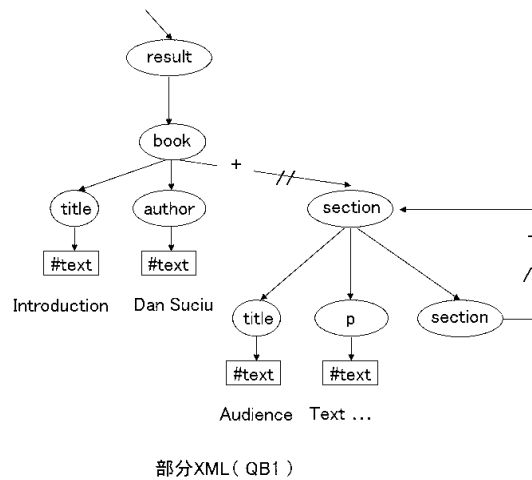 result
book
+
//
title
author
section
+
/
#text
#text
Introduction
Dan Suciu
title
p
section
#text
#text
Audience
Text ...
部分XML( QB1 )